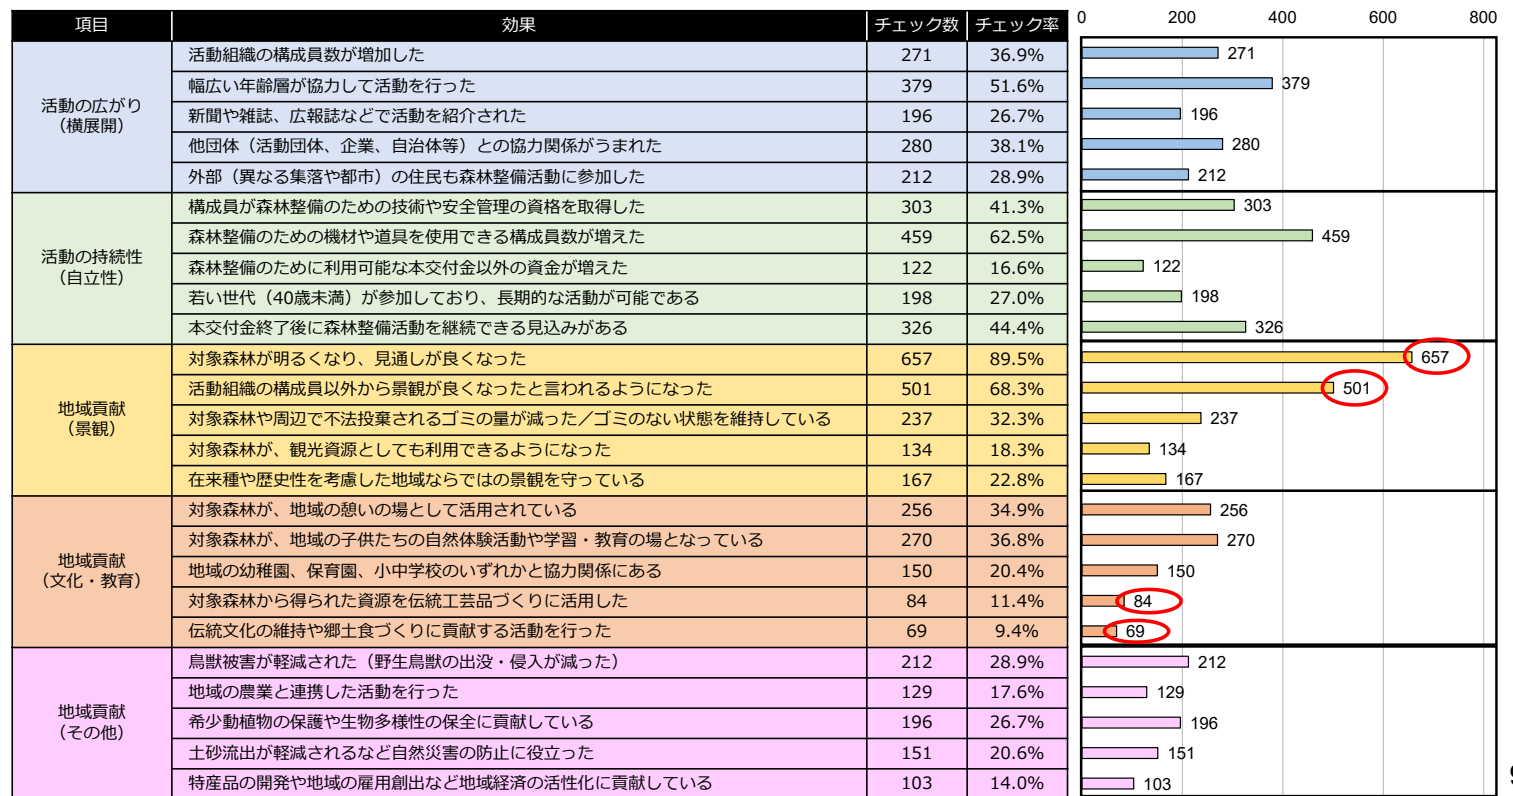 項目 効果 チェック数 チェック率 0 200 400 600 800
活動の広がり
（横展開）
活動組織の構成員数が増加した 271 36.9% 271
幅広い年齢層が協力して活動を行った 379 51.6% 379
新聞や雑誌、広報誌などで活動を紹介された 196 26.7% 196
他団体（活動団体、企業、自治体等）との協力関係がうまれた 280 38.1% 280
外部（異なる集落や都市）の住民も森林整備活動に参加した 212 28.9% 212
活動の持続性
（自立性）
構成員が森林整備のための技術や安全管理の資格を取得した 303 41.3% 303
森林整備のための機材や道具を使用できる構成員数が増えた 459 62.5% 459
森林整備のために利用可能な本交付金以外の資金が増えた 122 16.6% 122
若い世代（40歳未満）が参加しており、長期的な活動が可能である 198 27.0% 198
本交付金終了後に森林整備活動を継続できる見込みがある 326 44.4% 326
地域貢献
（景観）
対象森林が明るくなり、見通しが良くなった 657 89.5% 657
活動組織の構成員以外から景観が良くなったと言われるようになった 501 68.3% 501
対象森林や周辺で不法投棄されるゴミの量が減った／ゴミのない状態を維持している 237 32.3% 237
対象森林が、観光資源としても利用できるようになった 134 18.3% 134
在来種や歴史性を考慮した地域ならではの景観を守っている 167 22.8% 167
地域貢献
（文化・教育）
対象森林が、地域の憩いの場として活用されている 256 34.9% 256
対象森林が、地域の子供たちの自然体験活動や学習・教育の場となっている 270 36.8% 270
地域の幼稚園、保育園、小中学校のいずれかと協力関係にある 150 20.4% 150
対象森林から得られた資源を伝統工芸品づくりに活用した 84 11.4% 84
伝統文化の維持や郷土食づくりに貢献する活動を行った 69 9.4% 69
地域貢献
（その他）
鳥獣被害が軽減された（野生鳥獣の出没・侵入が減った） 212 28.9% 212
地域の農業と連携した活動を行った 129 17.6% 129
希少動植物の保護や生物多様性の保全に貢献している 196 26.7% 196
土砂流出が軽減されるなど自然災害の防止に役立った 151 20.6% 151
特産品の開発や地域の雇用創出など地域経済の活性化に貢献している 103 14.0% 103